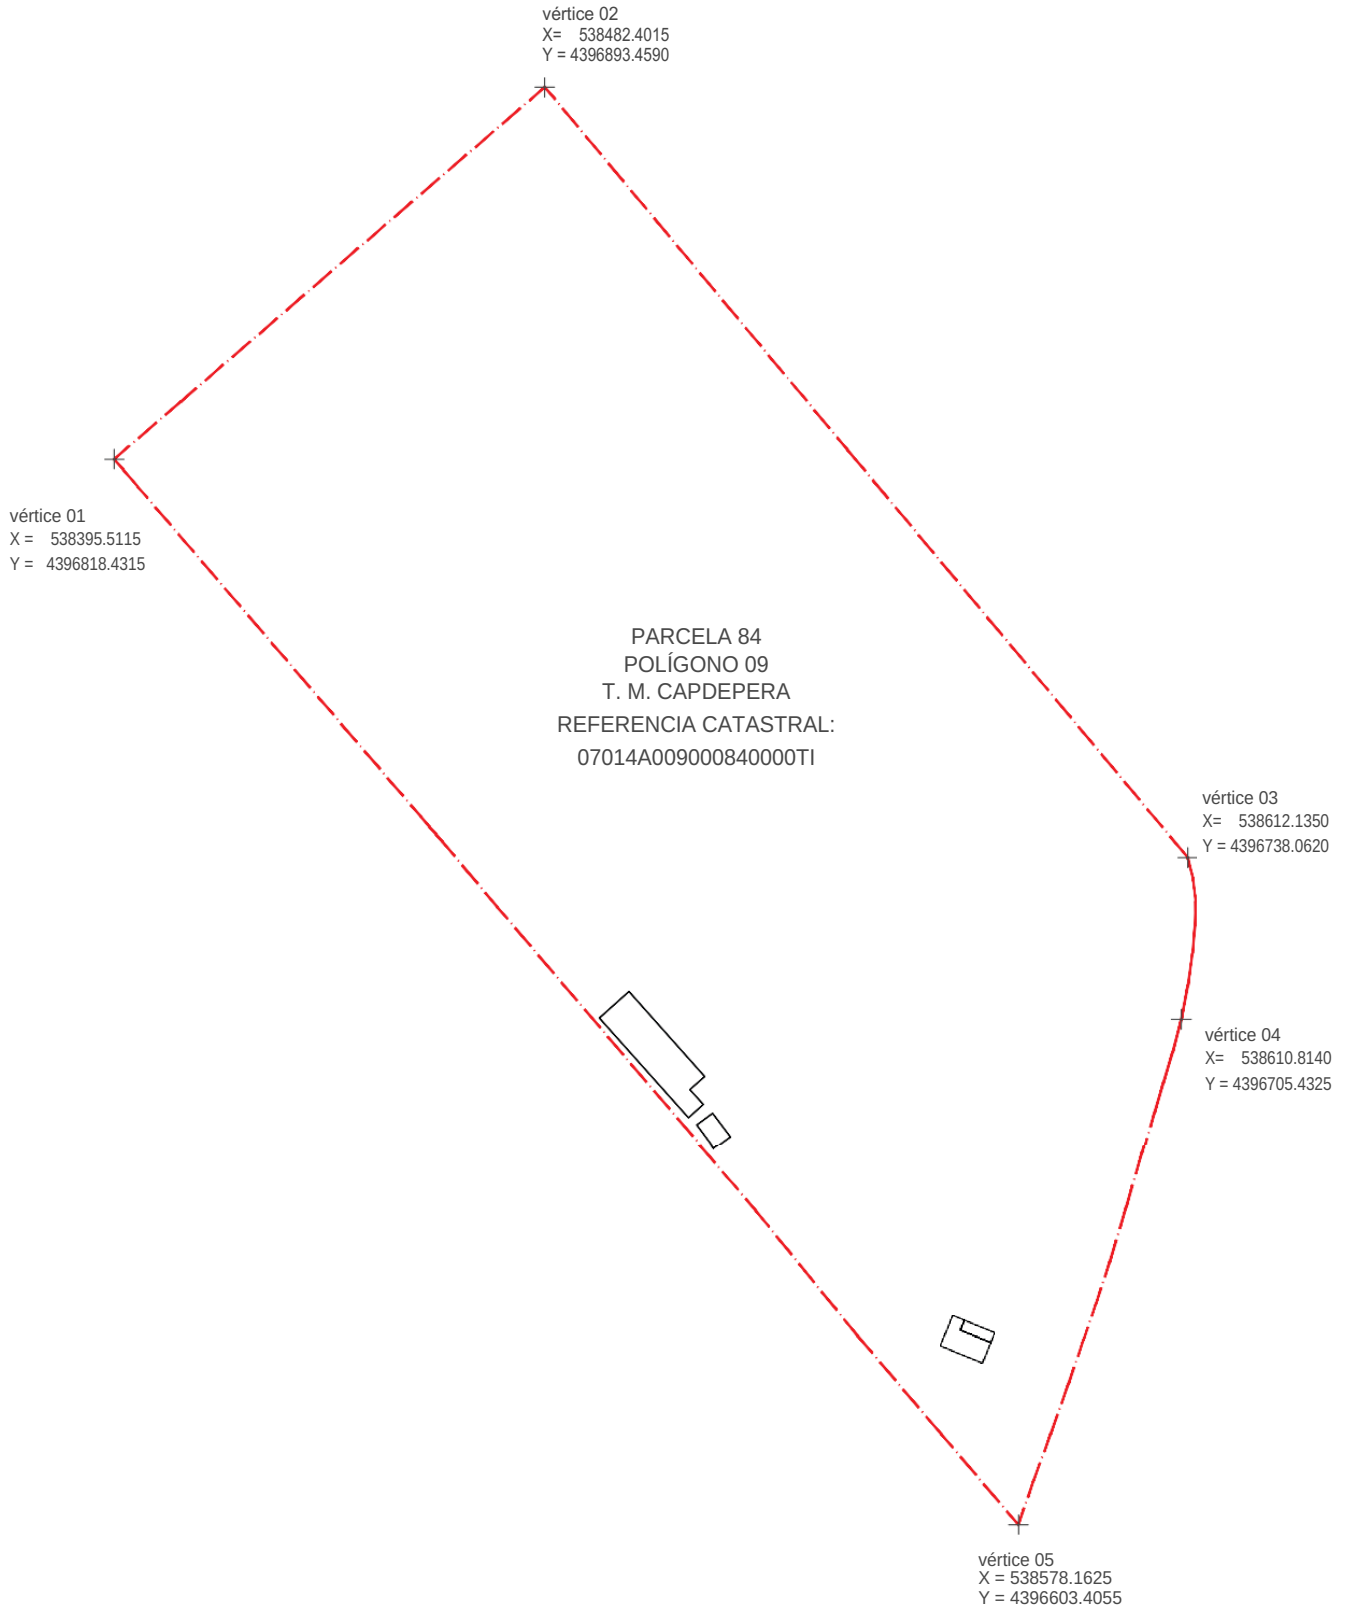 vértice 02
X= 538482.4015
Y = 4396893.4590
vértice 01
X = 538395.5115
Y = 4396818.4315
PARCELA 84
POLÍGONO 09
T. M. CAPDEPERA
REFERENCIA CATASTRAL:
07014A009000840000TI
vértice 03
X= 538612.1350
Y = 4396738.0620
vértice 04
X= 538610.8140
Y = 4396705.4325
vértice 05
X = 538578.1625
Y = 4396603.4055